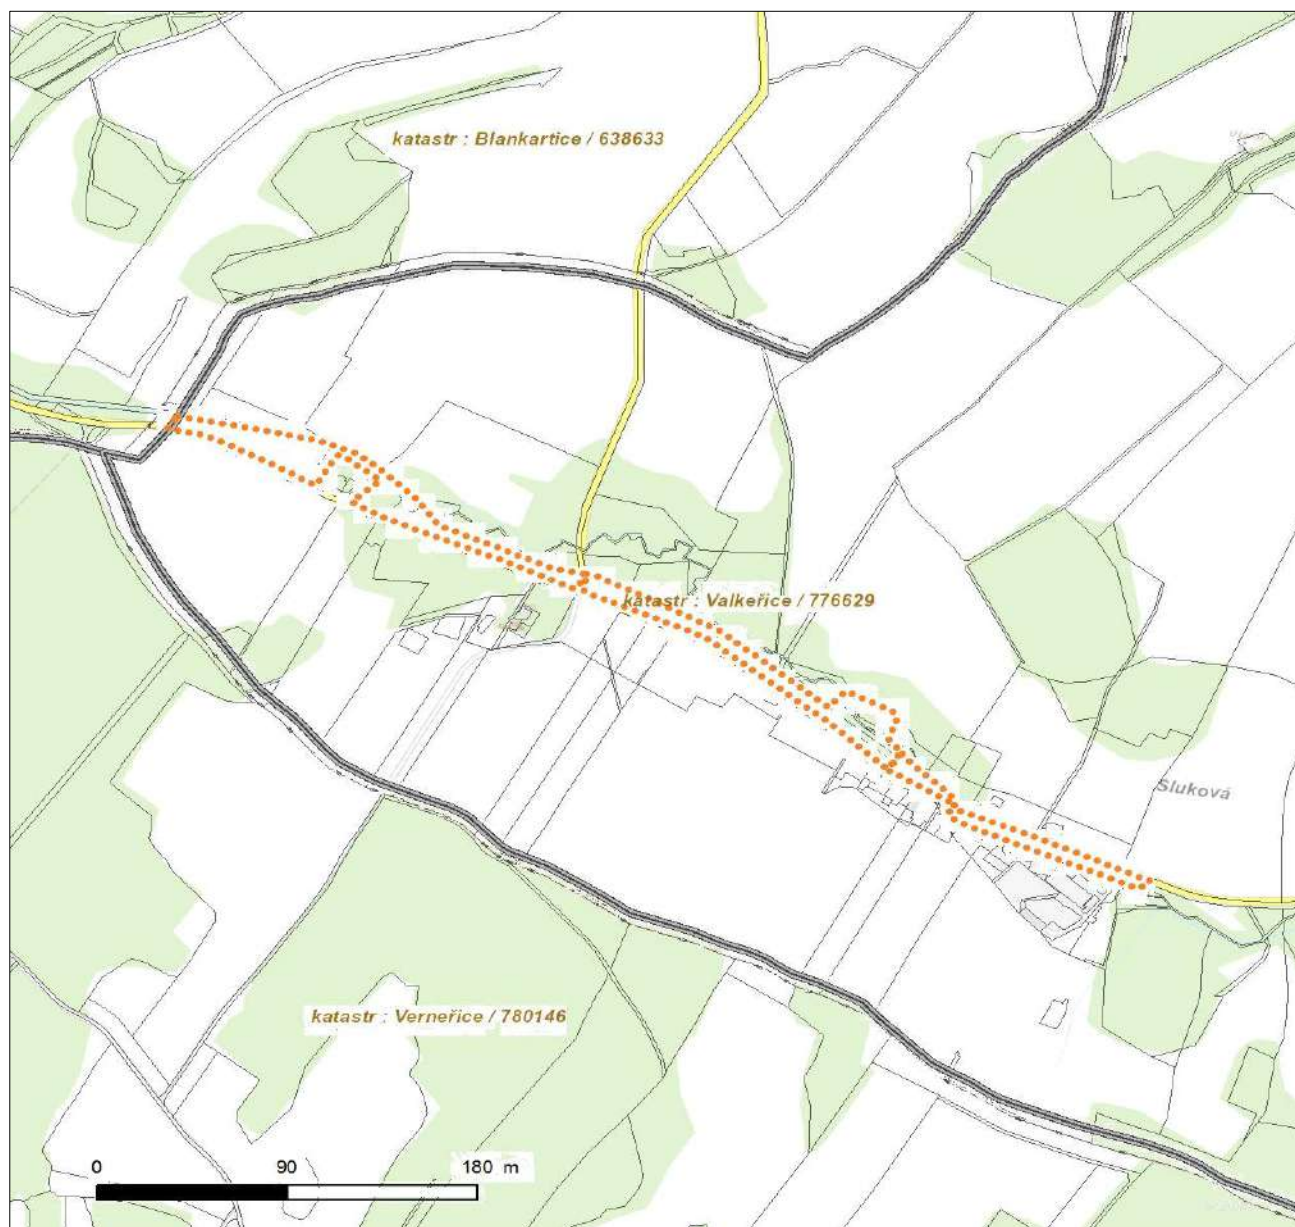 katastr : Blankartice / 638633
katastr : Valkeřice / 776629
Sluková
katastr : Verneřice / 780146
0 90 180 m